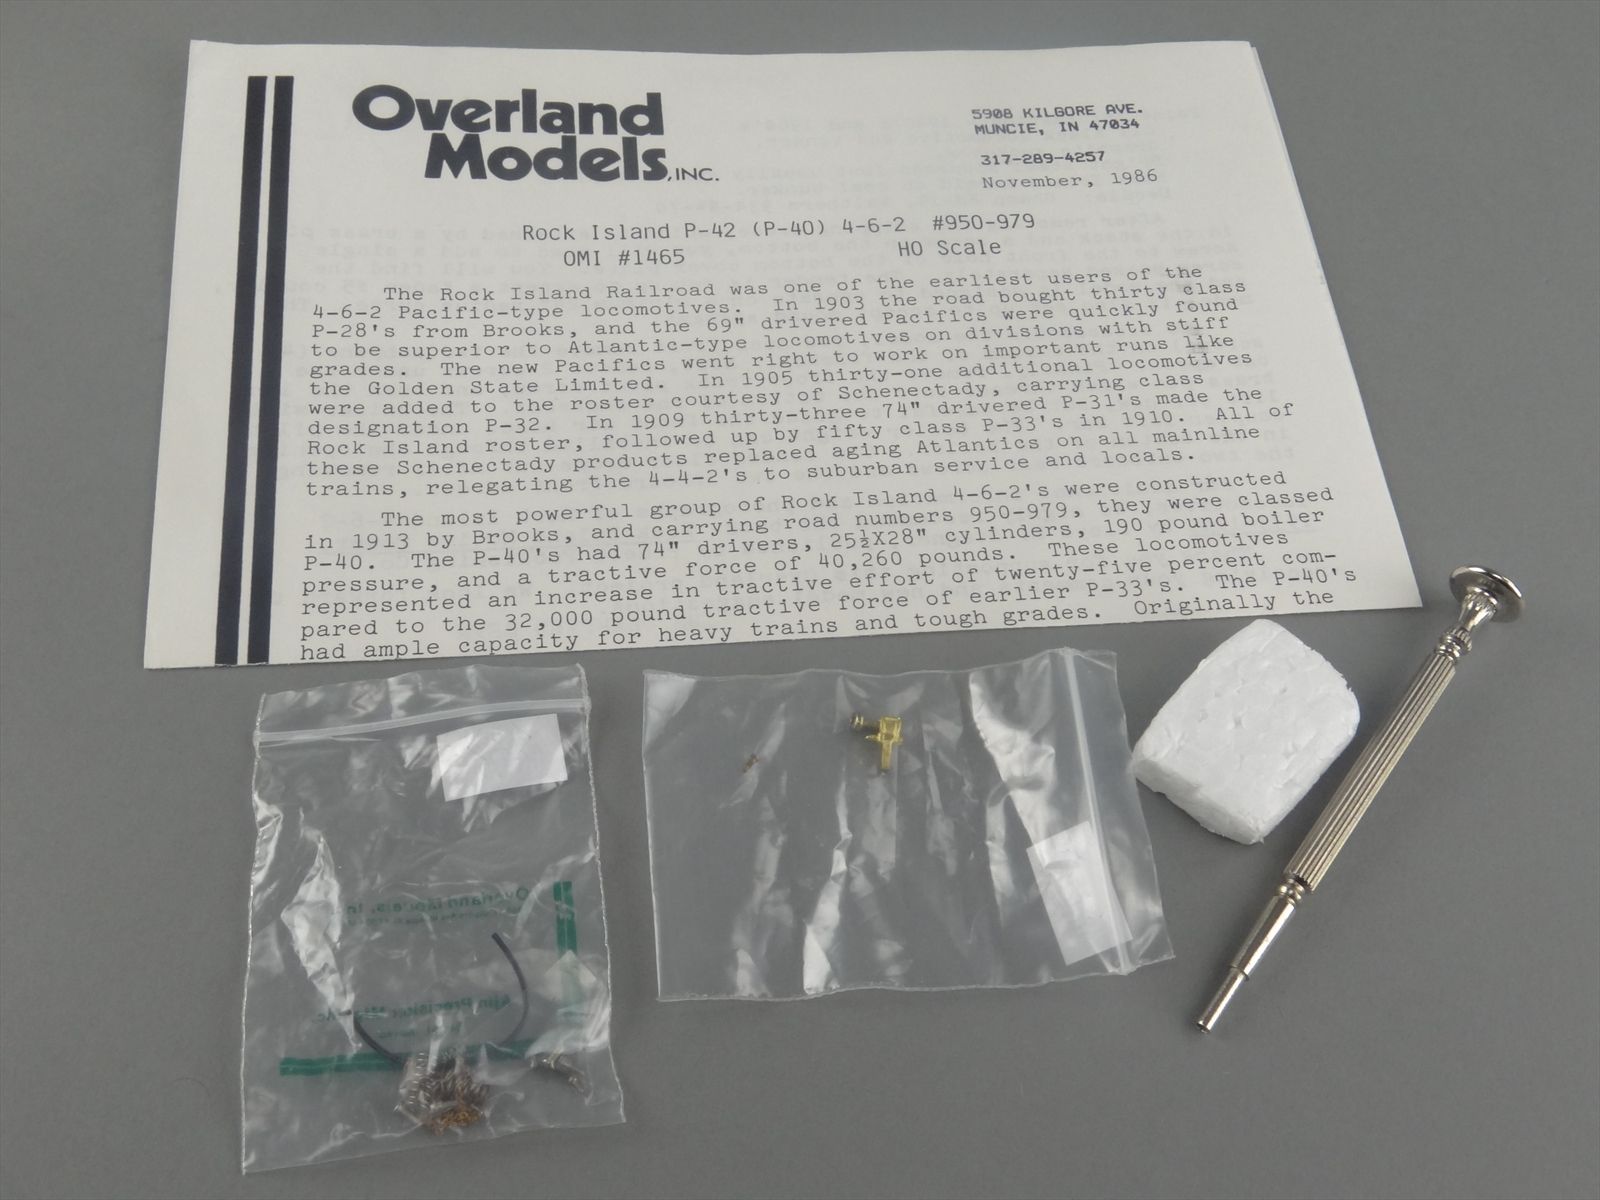 Overland
Models, INC.
5908 KILGORE AVE.
MUNCIE, IN 47034
317-289-4257
November, 1986
Rock Island P-42 (P-40) 4-6-2 #950-979
OMI #1465 HO Scale
The Rock Island Railroad was one of the earliest users of the
4-6-2 Pacific-type locomotives. In 1903 the road bought thirty class
P-28's from Brooks, and the 69" drivered Pacifics were quickly found
to be superior to Atlantic-type locomotives on divisions with stiff
grades. The new Pacifics went right to work on important runs like
the Golden State Limited. In 1905 thirty-one additional locomotives
were added to the roster courtesy of Schenectady, carrying class
designation P-32. In 1909 thirty-three 74" drivered P-31's made the
Rock Island roster, followed up by fifty class P-33's in 1910. All of
these Schenectady products replaced aging Atlantics on all mainline
trains, relegating the 4-4-2's to suburban service and locals.
The most powerful group of Rock Island 4-6-2's were constructed
in 1913 by Brooks, and carrying road numbers 950-979, they were classed
P-40. The P-40's had 74" drivers, 25½X28" cylinders, 190 pound boiler
pressure, and a tractive force of 40,260 pounds. These locomotives
represented an increase in tractive effort of twenty-five percent com-
pared to the 32,000 pound tractive force of earlier P-33's. The P-40's
had ample capacity for heavy trains and tough grades. Originally the
Overland Models, Inc.
Ajin Precision